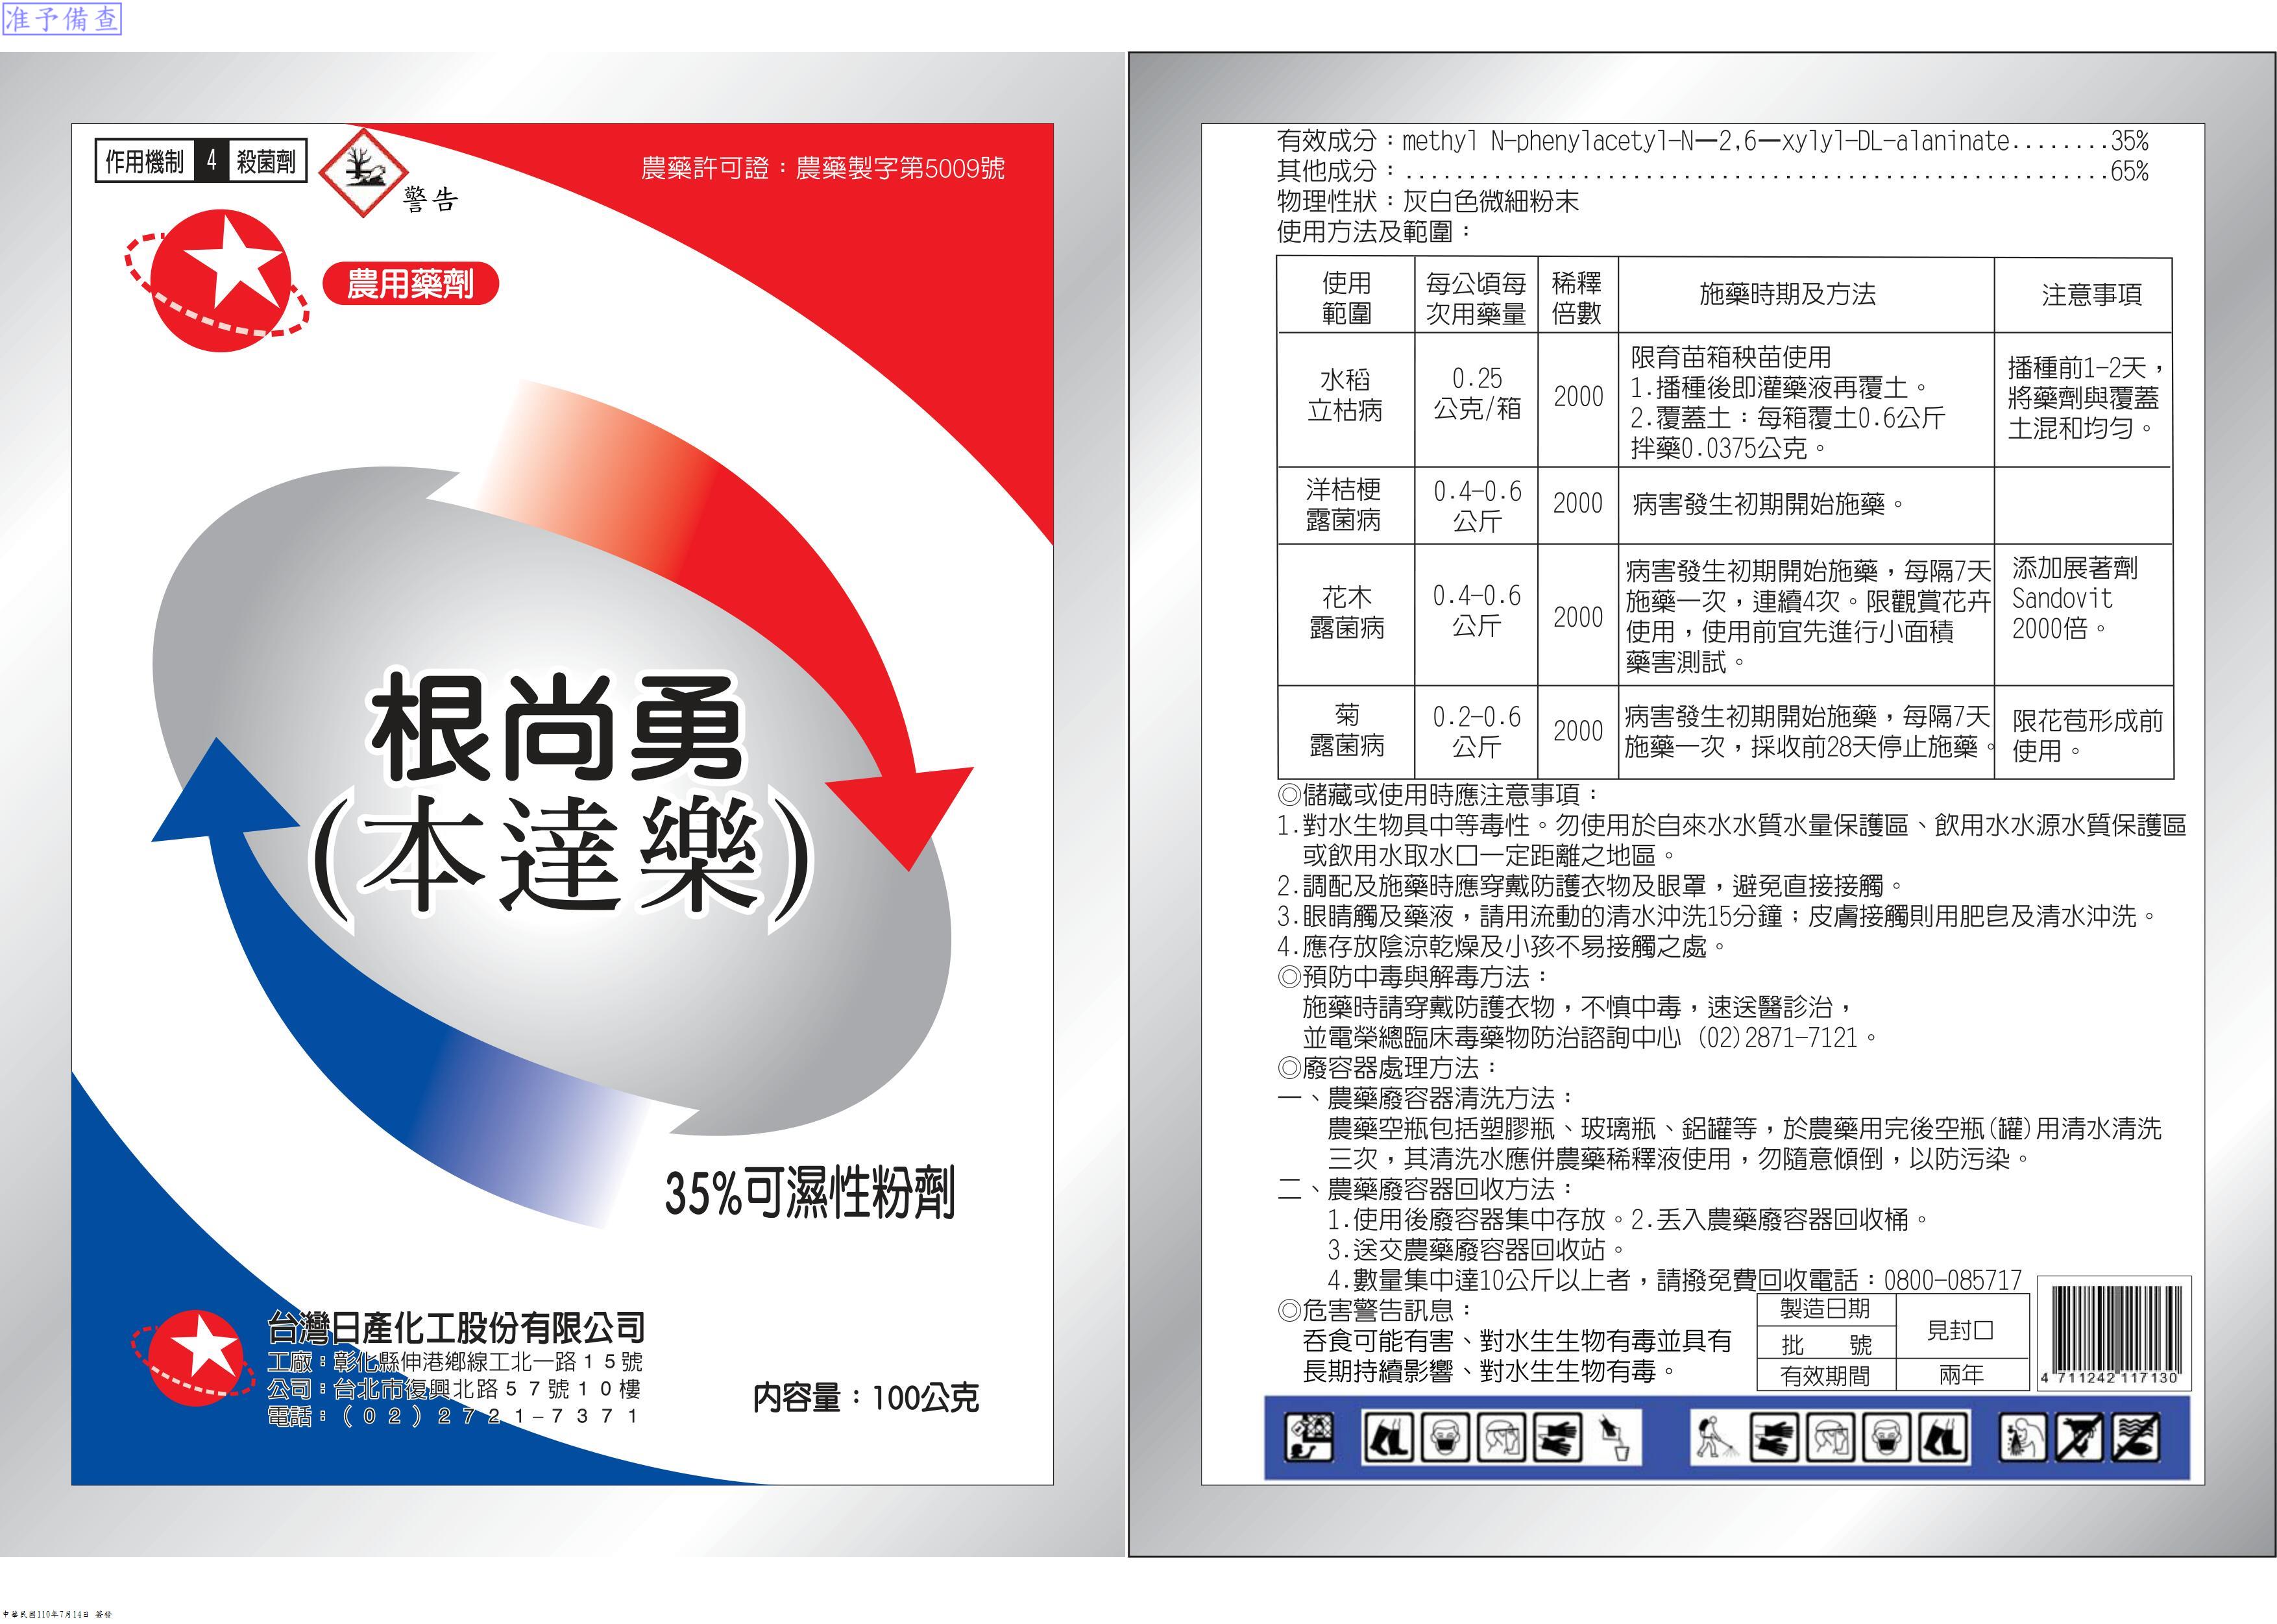 准予備查
作用機制 4 殺菌劑
警告
農藥許可證：農藥製字第5009號
農用藥劑
根尚勇
(本達樂)
35%可濕性粉劑
台灣日產化工股份有限公司
工廠：彰化縣伸港鄉線工北一路15號
公司：台北市復興北路57號10樓
電話：(02)2721-7371
內容量：100公克
有效成分：methyl N-phenylacetyl-N—2,6—xylyl-DL-alaninate........35%
其他成分：........................................................65%
物理性狀：灰白色微細粉末
使用方法及範圍：
使用 每公頃每 稀釋 施藥時期及方法 注意事項
範圍 次用藥量 倍數
水稻 0.25 2000 限育苗箱秧苗使用 播種前1-2天，
立枯病 公克/箱 1.播種後即灌藥液再覆土。 將藥劑與覆蓋
2.覆蓋土：每箱覆土0.6公斤 土混和均勻。
拌藥0.0375公克。
洋桔梗 0.4-0.6 2000 病害發生初期開始施藥。
露菌病 公斤
花木 0.4-0.6 2000 病害發生初期開始施藥，每隔7天 添加展著劑
露菌病 公斤 施藥一次，連續4次。限觀賞花卉 Sandovit
使用，使用前宜先進行小面積 2000倍。
藥害測試。
菊 0.2-0.6 2000 病害發生初期開始施藥，每隔7天 限花苞形成前
露菌病 公斤 施藥一次，採收前28天停止施藥。 使用。
◎儲藏或使用時應注意事項：
1.對水生物具中等毒性。勿使用於自來水水質水量保護區、飲用水水源水質保護區
或飲用水取水口一定距離之地區。
2.調配及施藥時應穿戴防護衣物及眼罩，避免直接接觸。
3.眼睛觸及藥液，請用流動的清水沖洗15分鐘；皮膚接觸則用肥皂及清水沖洗。
4.應存放陰涼乾燥及小孩不易接觸之處。
◎預防中毒與解毒方法：
施藥時請穿戴防護衣物，不慎中毒，速送醫診治，
並電榮總臨床毒藥物防治諮詢中心 (02)2871-7121。
◎廢容器處理方法：
一、農藥廢容器清洗方法：
農藥空瓶包括塑膠瓶、玻璃瓶、鋁罐等，於農藥用完後空瓶(罐)用清水清洗
三次，其清洗水應併農藥稀釋液使用，勿隨意傾倒，以防污染。
二、農藥廢容器回收方法：
1.使用後廢容器集中存放。2.丟入農藥廢容器回收桶。
3.送交農藥廢容器回收站。
4.數量集中達10公斤以上者，請撥免費回收電話：0800-085717
◎危害警告訊息：
吞食可能有害、對水生生物有毒並具有
長期持續影響、對水生生物有毒。
製造日期 見封口
批 號
有效期間 兩年
4 711242 117130
中華民國110年7月14日 簽發